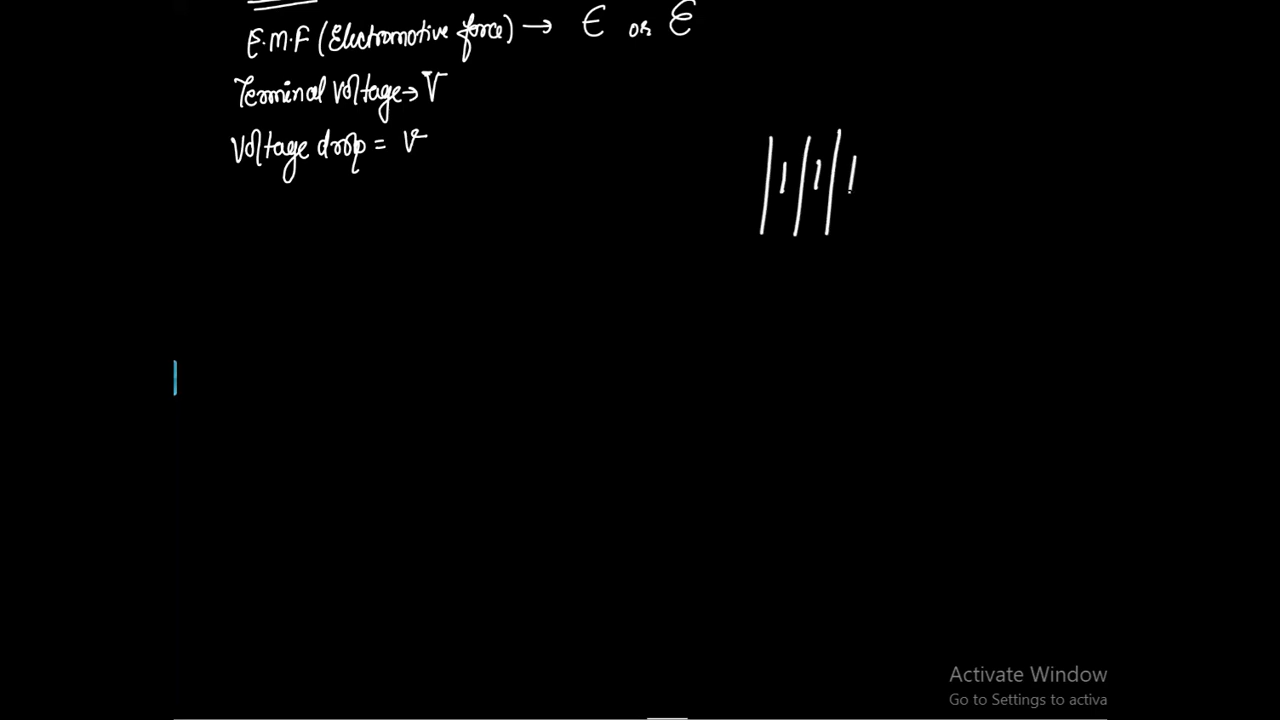 E.M.F (Electromotive force) → ϵ or ℰ
Terminal Voltage → V
Voltage drop = v
Activate Window
Go to Settings to activa